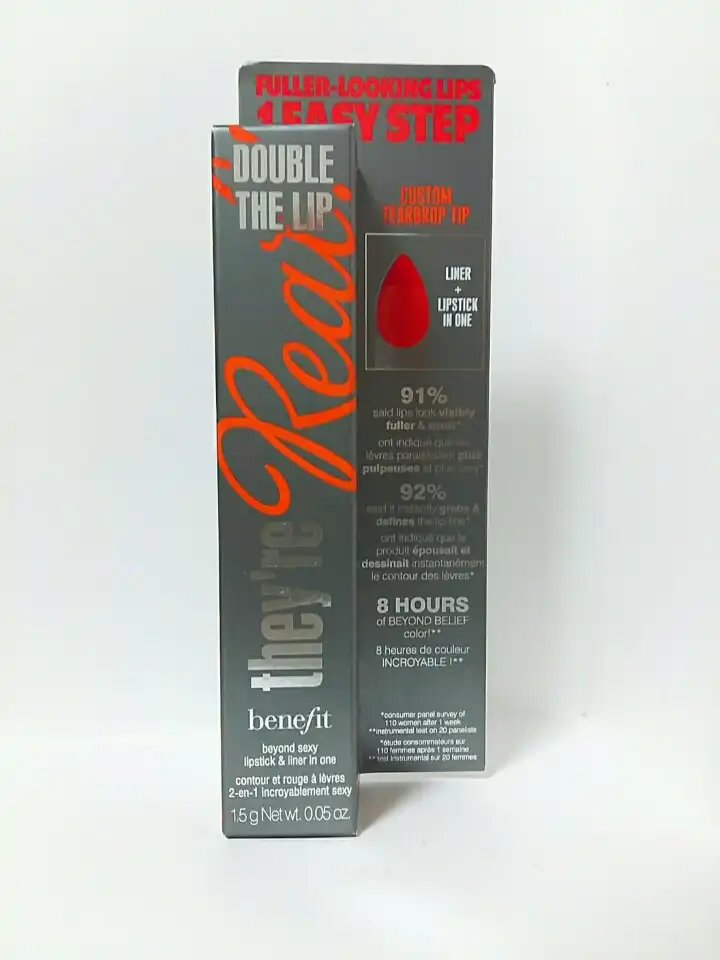 FULLER-LOOKING LIPS
1 EASY STEP
DOUBLE
THE LIP
they're Real!
benefit
beyond sexy
lipstick & liner in one
contour et rouge à lèvres
2-en-1 incroyablement sexy
1.5 g Net wt. 0.05 oz.
CUSTOM
TEARDROP TIP
LINER
+
LIPSTICK
IN ONE
91%
said lips look visibly
fuller &
ont indiqué que les
lèvres paraissaient plus
pulpeuses et plus sexy*
92%
said it instantly grabs &
defines the lip line*
ont indiqué que le
produit épousait et
dessinait instantanément
le contour des lèvres*
8 HOURS
of BEYOND BELIEF
color!**
8 heures de couleur
INCROYABLE !**
*consumer panel survey of
110 women after 1 week
**instrumental test on 20 panelists
*étude consommateurs sur
110 femmes après 1 semaine
**test instrumental sur 20 femmes